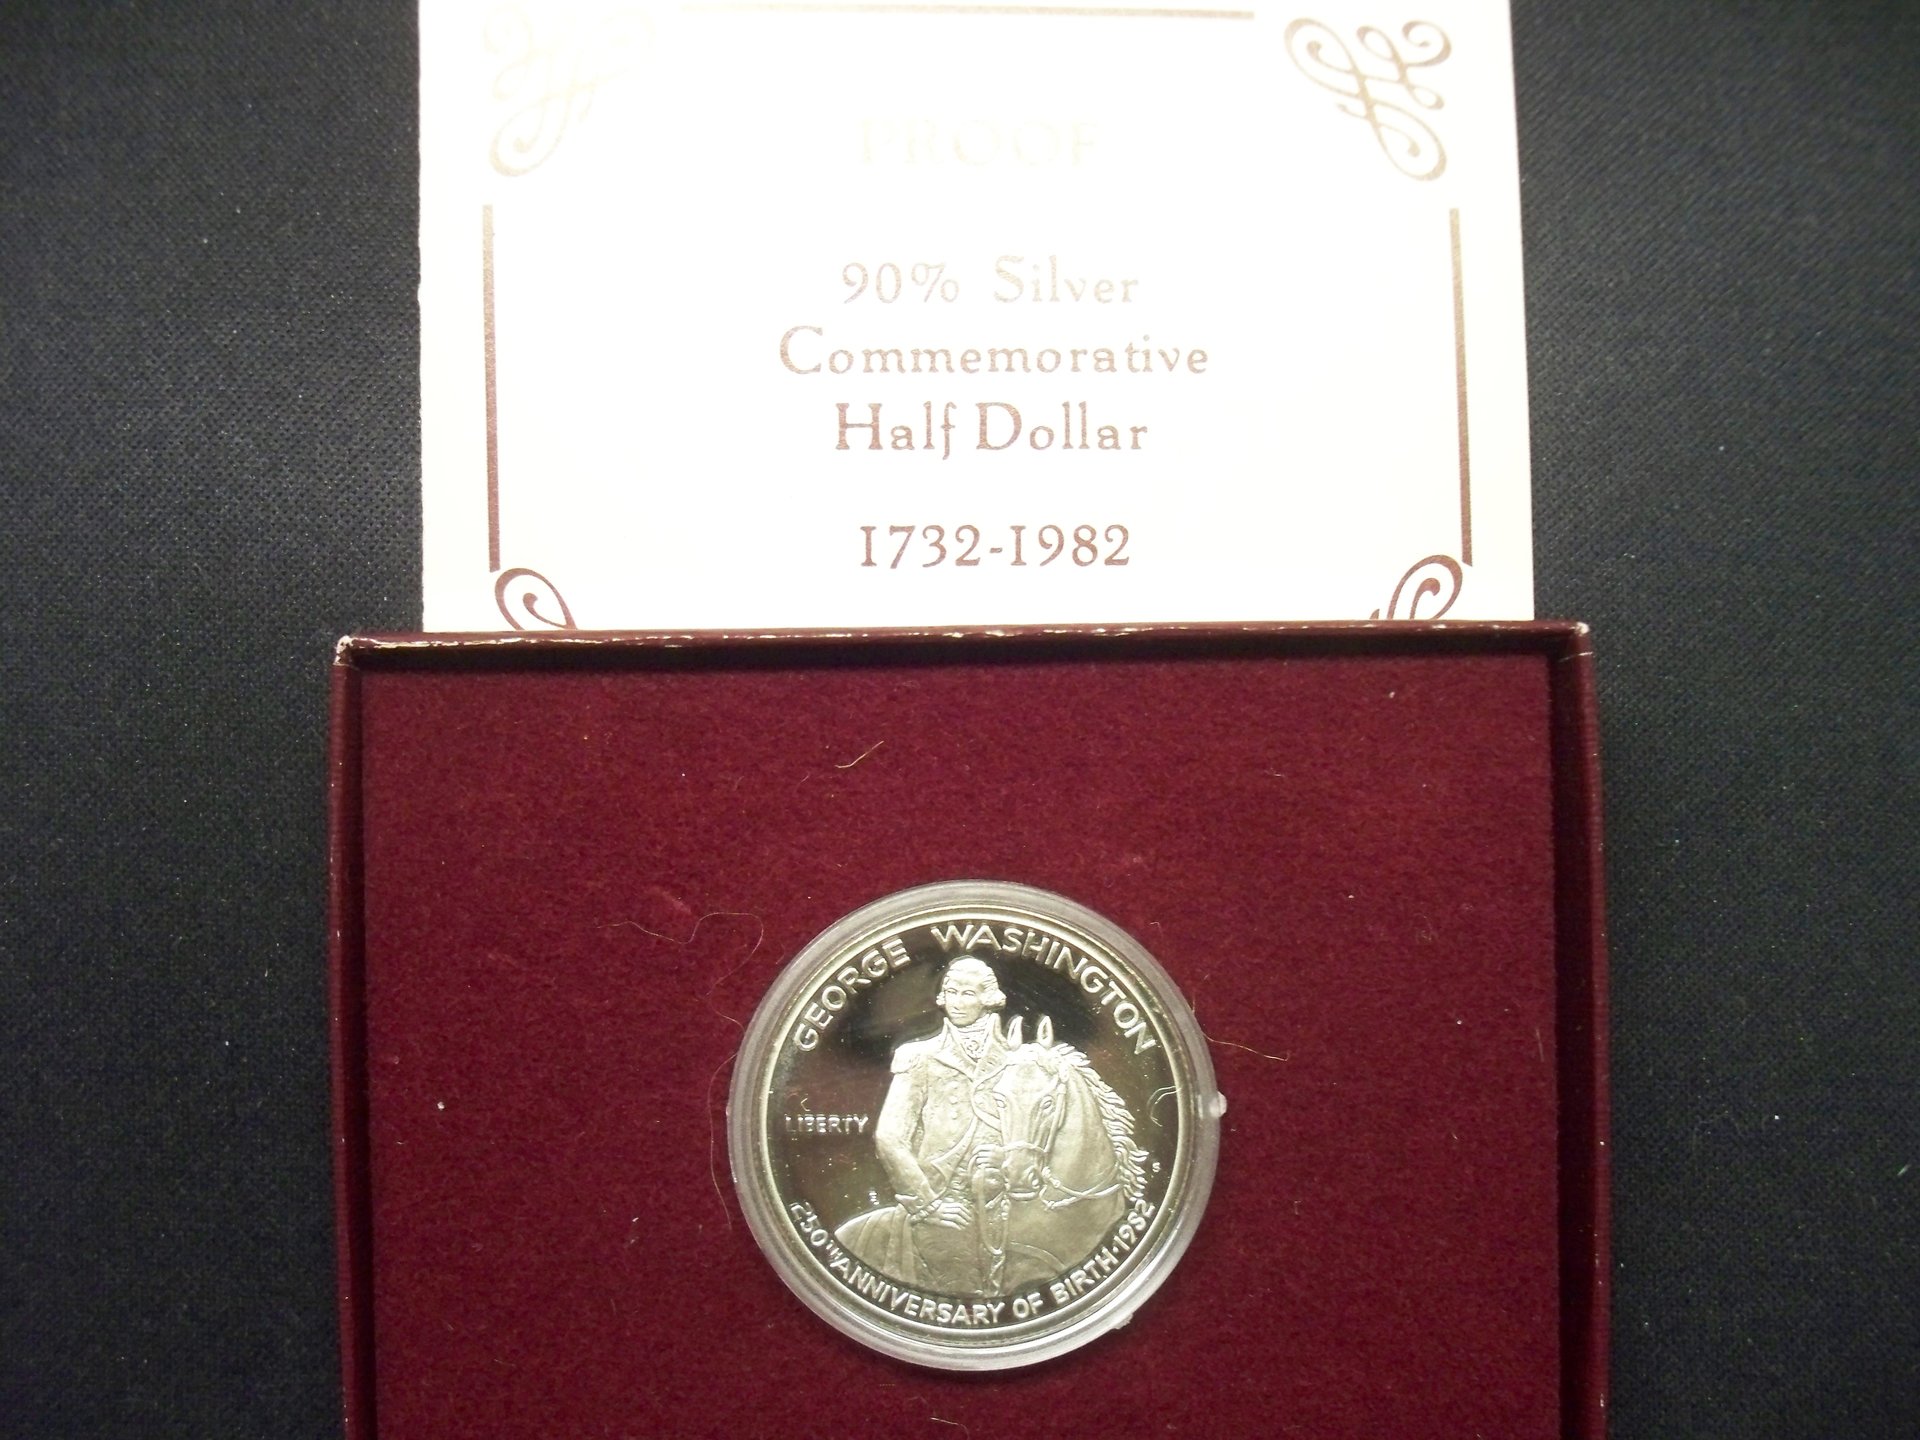 PROOF
90% Silver
Commemorative
Half Dollar
1732-1982
GEORGE WASHINGTON
LIBERTY
S
250TH ANNIVERSARY OF BIRTH·1982